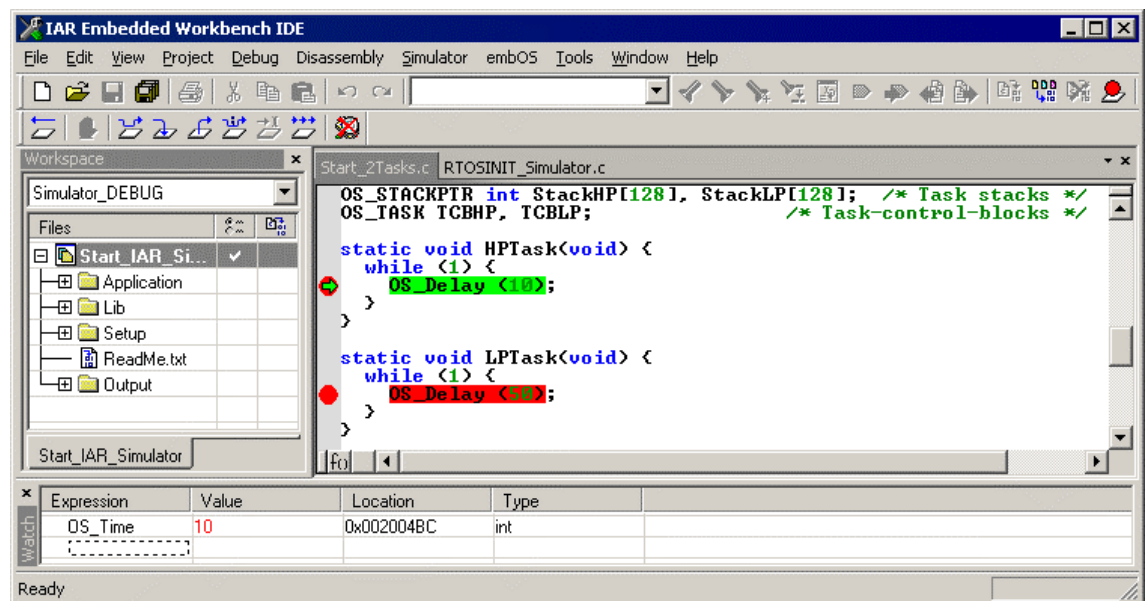 IAR Embedded Workbench IDE
File Edit View Project Debug Disassembly Simulator embOS Tools Window Help
Workspace
Simulator_DEBUG
Files
Start_IAR_Si...
Application
Lib
Setup
ReadMe.txt
Output
Start_IAR_Simulator
Start_2Tasks.c RTOSINIT_Simulator.c
OS_STACKPTR int StackHP[128], StackLP[128]; /* Task stacks */
OS_TASK TCBHP, TCBLP; /* Task-control-blocks */
static void HPTask(void) {
while (1) {
OS_Delay (10);
}
}
static void LPTask(void) {
while (1) {
OS_Delay (50);
}
}
Watch
Expression Value Location Type
OS_Time 10 0x002004BC int
Ready